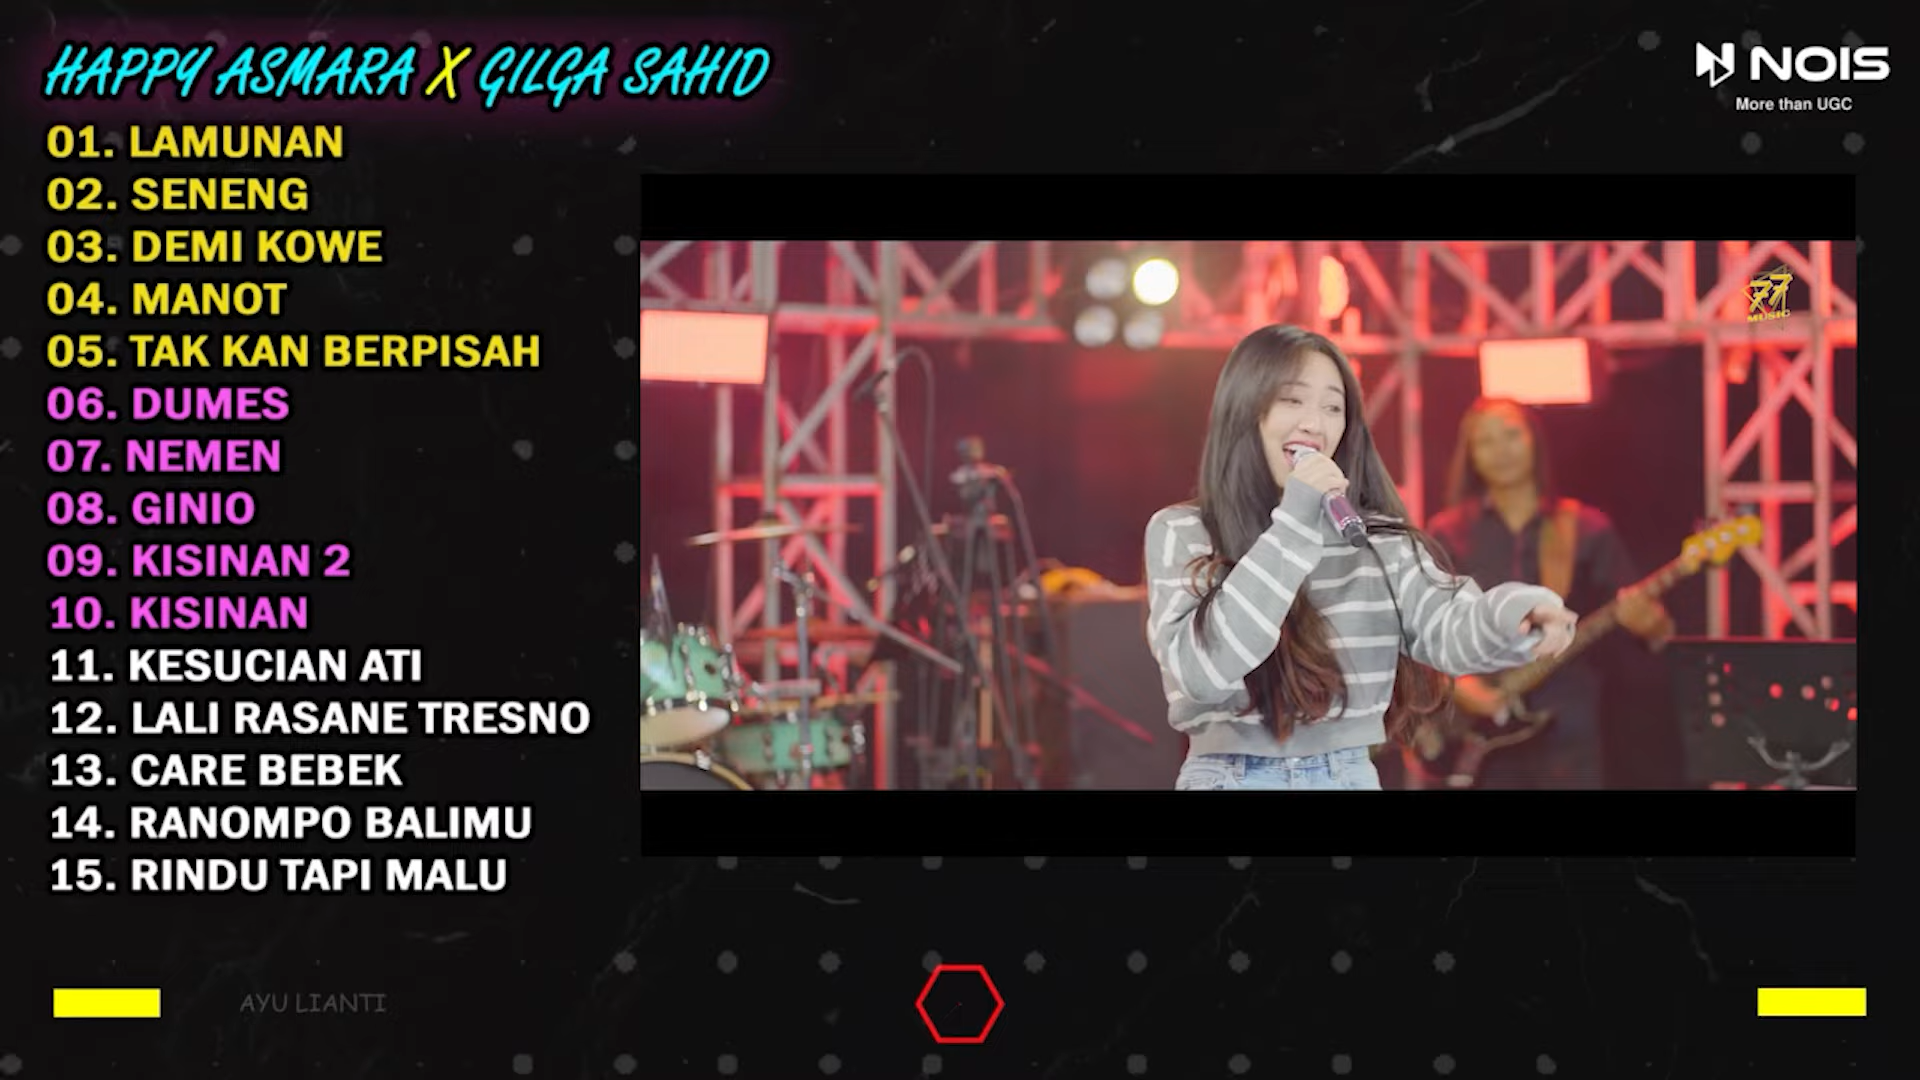 HAPPY ASMARA X GILGA SAHID
01. LAMUNAN
02. SENENG
03. DEMI KOWE
04. MANOT
05. TAK KAN BERPISAH
06. DUMES
07. NEMEN
08. GINIO
09. KISINAN 2
10. KISINAN
11. KESUCIAN ATI
12. LALI RASANE TRESNO
13. CARE BEBEK
14. RANOMPO BALIMU
15. RINDU TAPI MALU
NOIS
More than UGC
77
MUSIC
AYU LIANTI